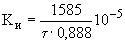 Kи = 1585 / (τ · 0,888) 10⁻⁵